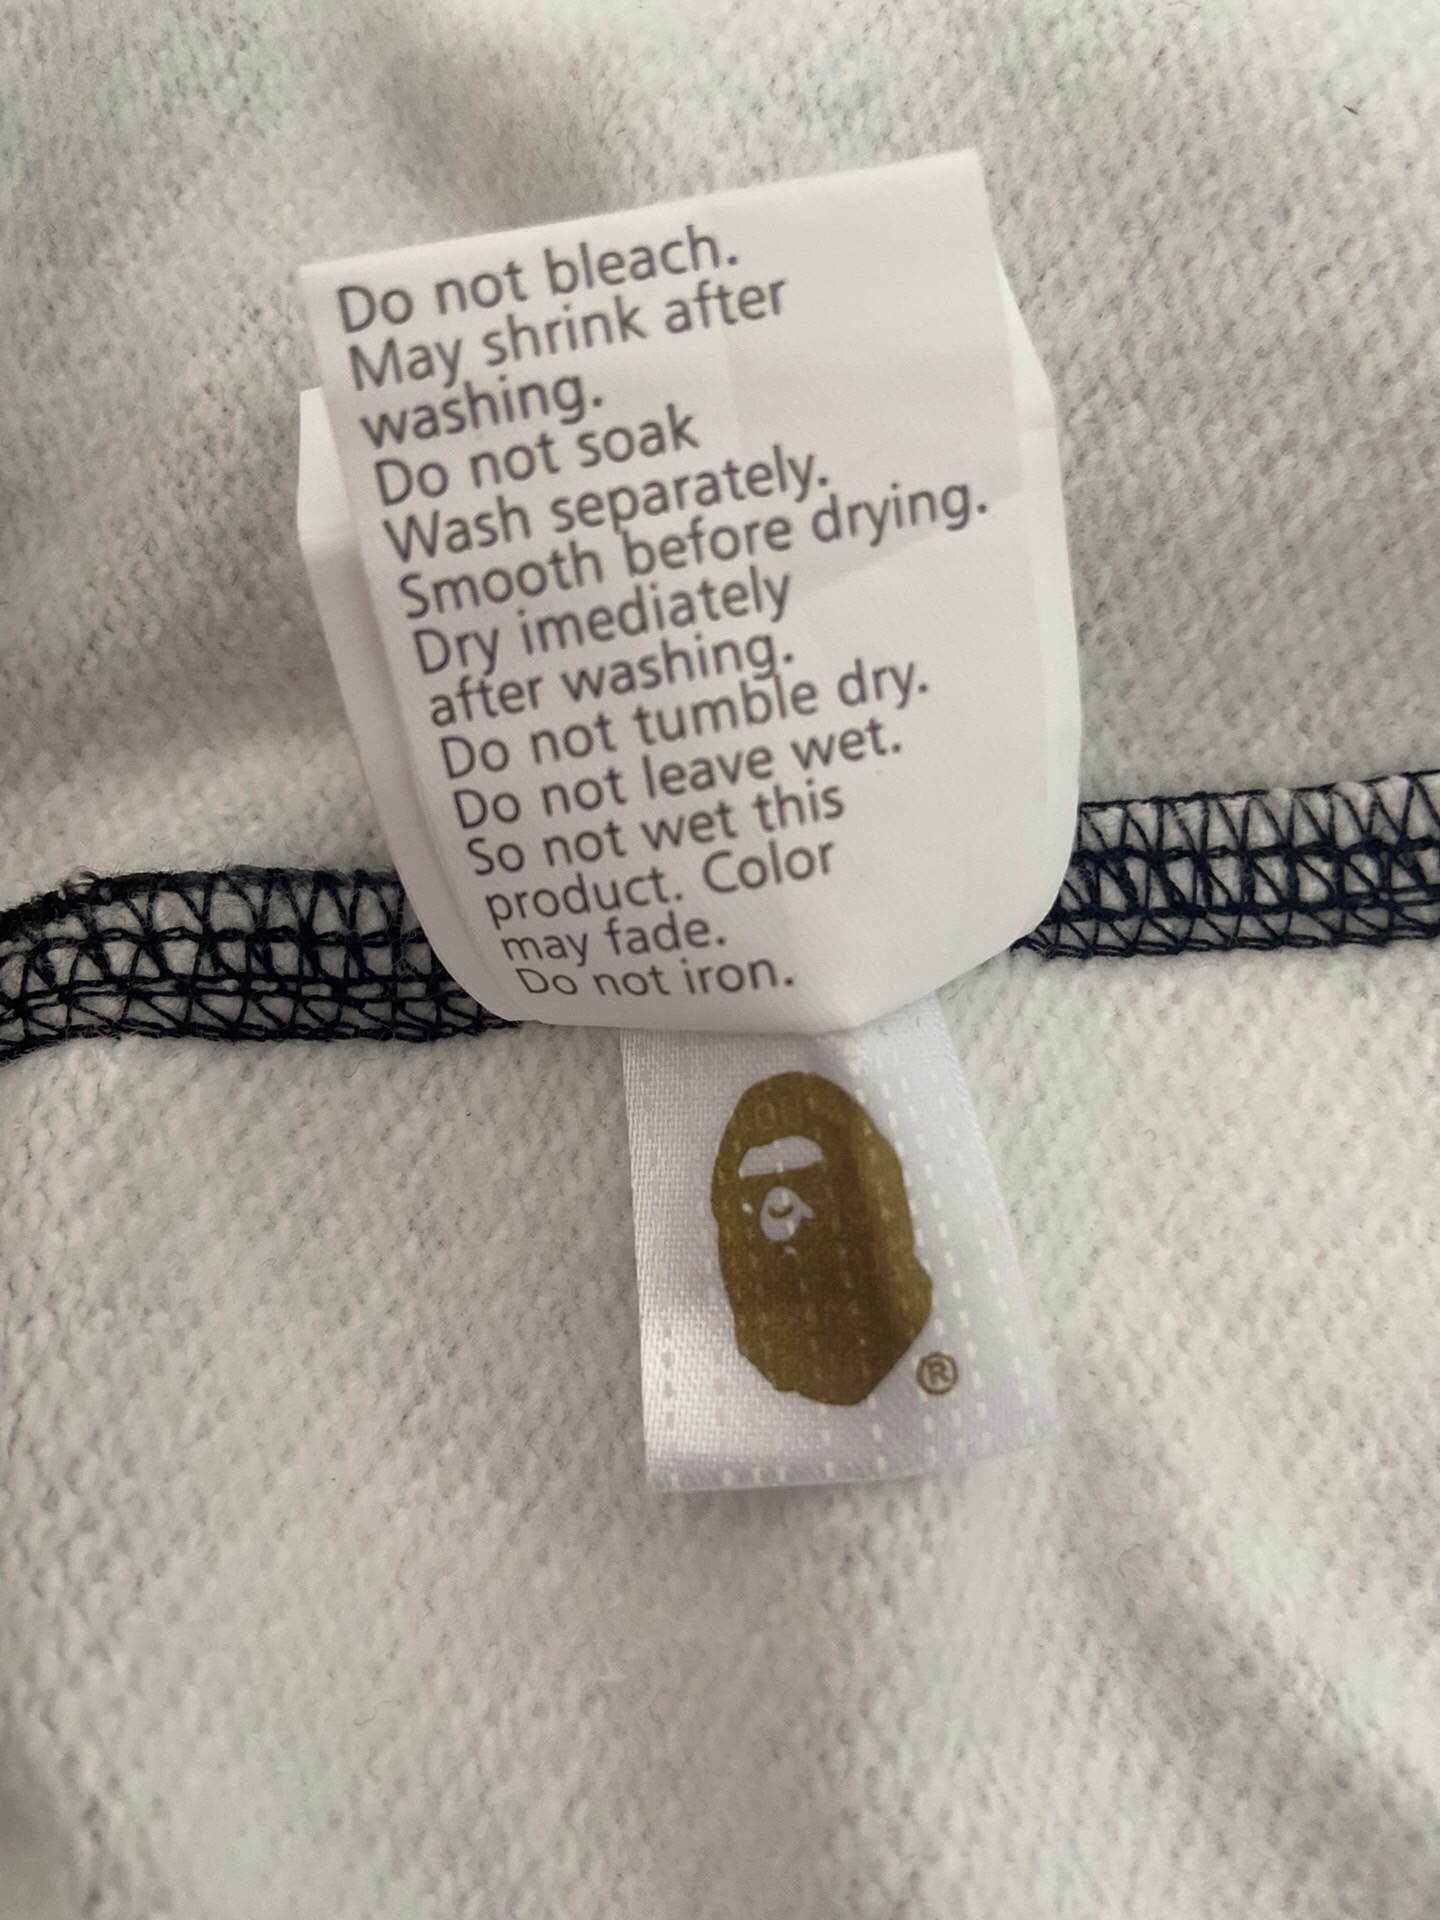 Do not bleach.
May shrink after
washing.
Do not soak
Wash separately.
Smooth before drying.
Dry imediately
after washing.
Do not tumble dry.
Do not leave wet.
So not wet this
product. Color
may fade.
Do not iron.
®